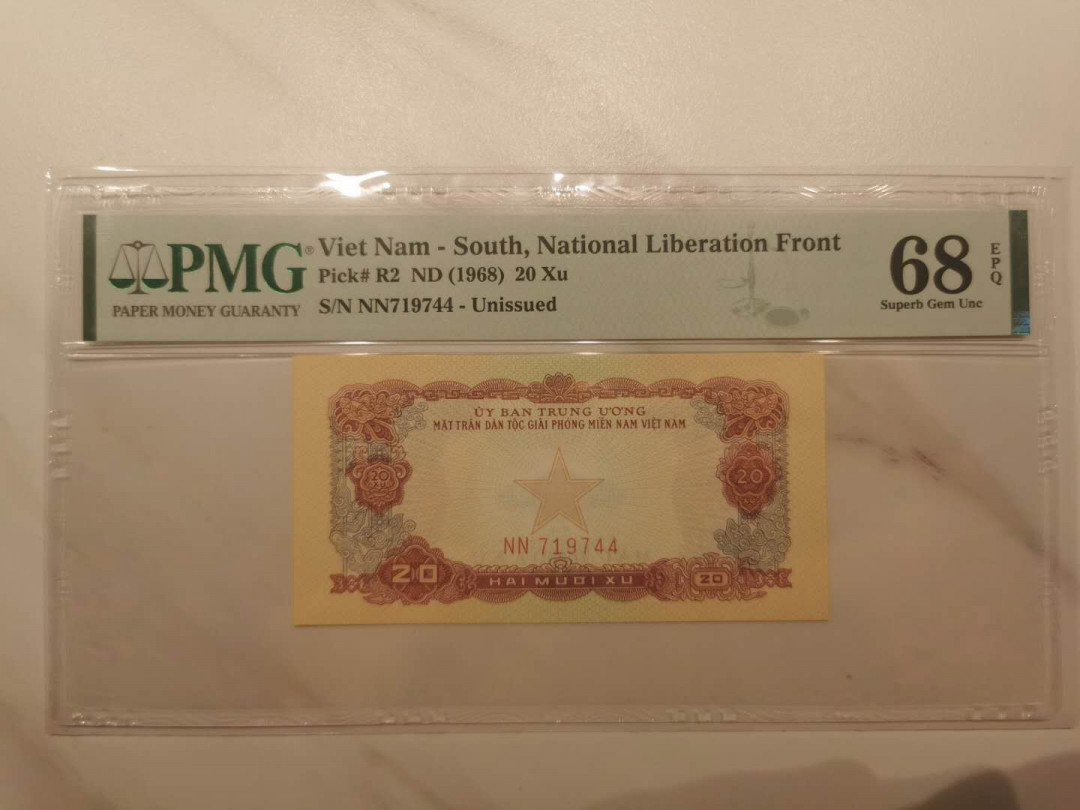 PMG®
PAPER MONEY GUARANTY
Viet Nam - South, National Liberation Front
Pick# R2 ND (1968) 20 Xu
S/N NN719744 - Unissued
68
EPQ
Superb Gem Unc
ỦY BAN TRUNG ƯƠNG
MẶT TRẬN DÂN TỘC GIẢI PHÓNG MIỀN NAM VIỆT NAM
20
20
NN 719744
20
HAI MƯƠI XU
20